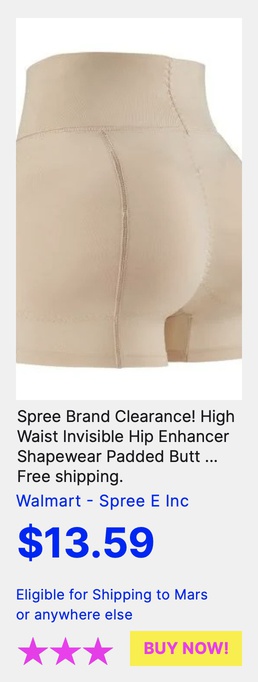 Spree Brand Clearance! High
Waist Invisible Hip Enhancer
Shapewear Padded Butt ...
Free shipping.
Walmart - Spree E Inc
$13.59
Eligible for Shipping to Mars
or anywhere else
BUY NOW!